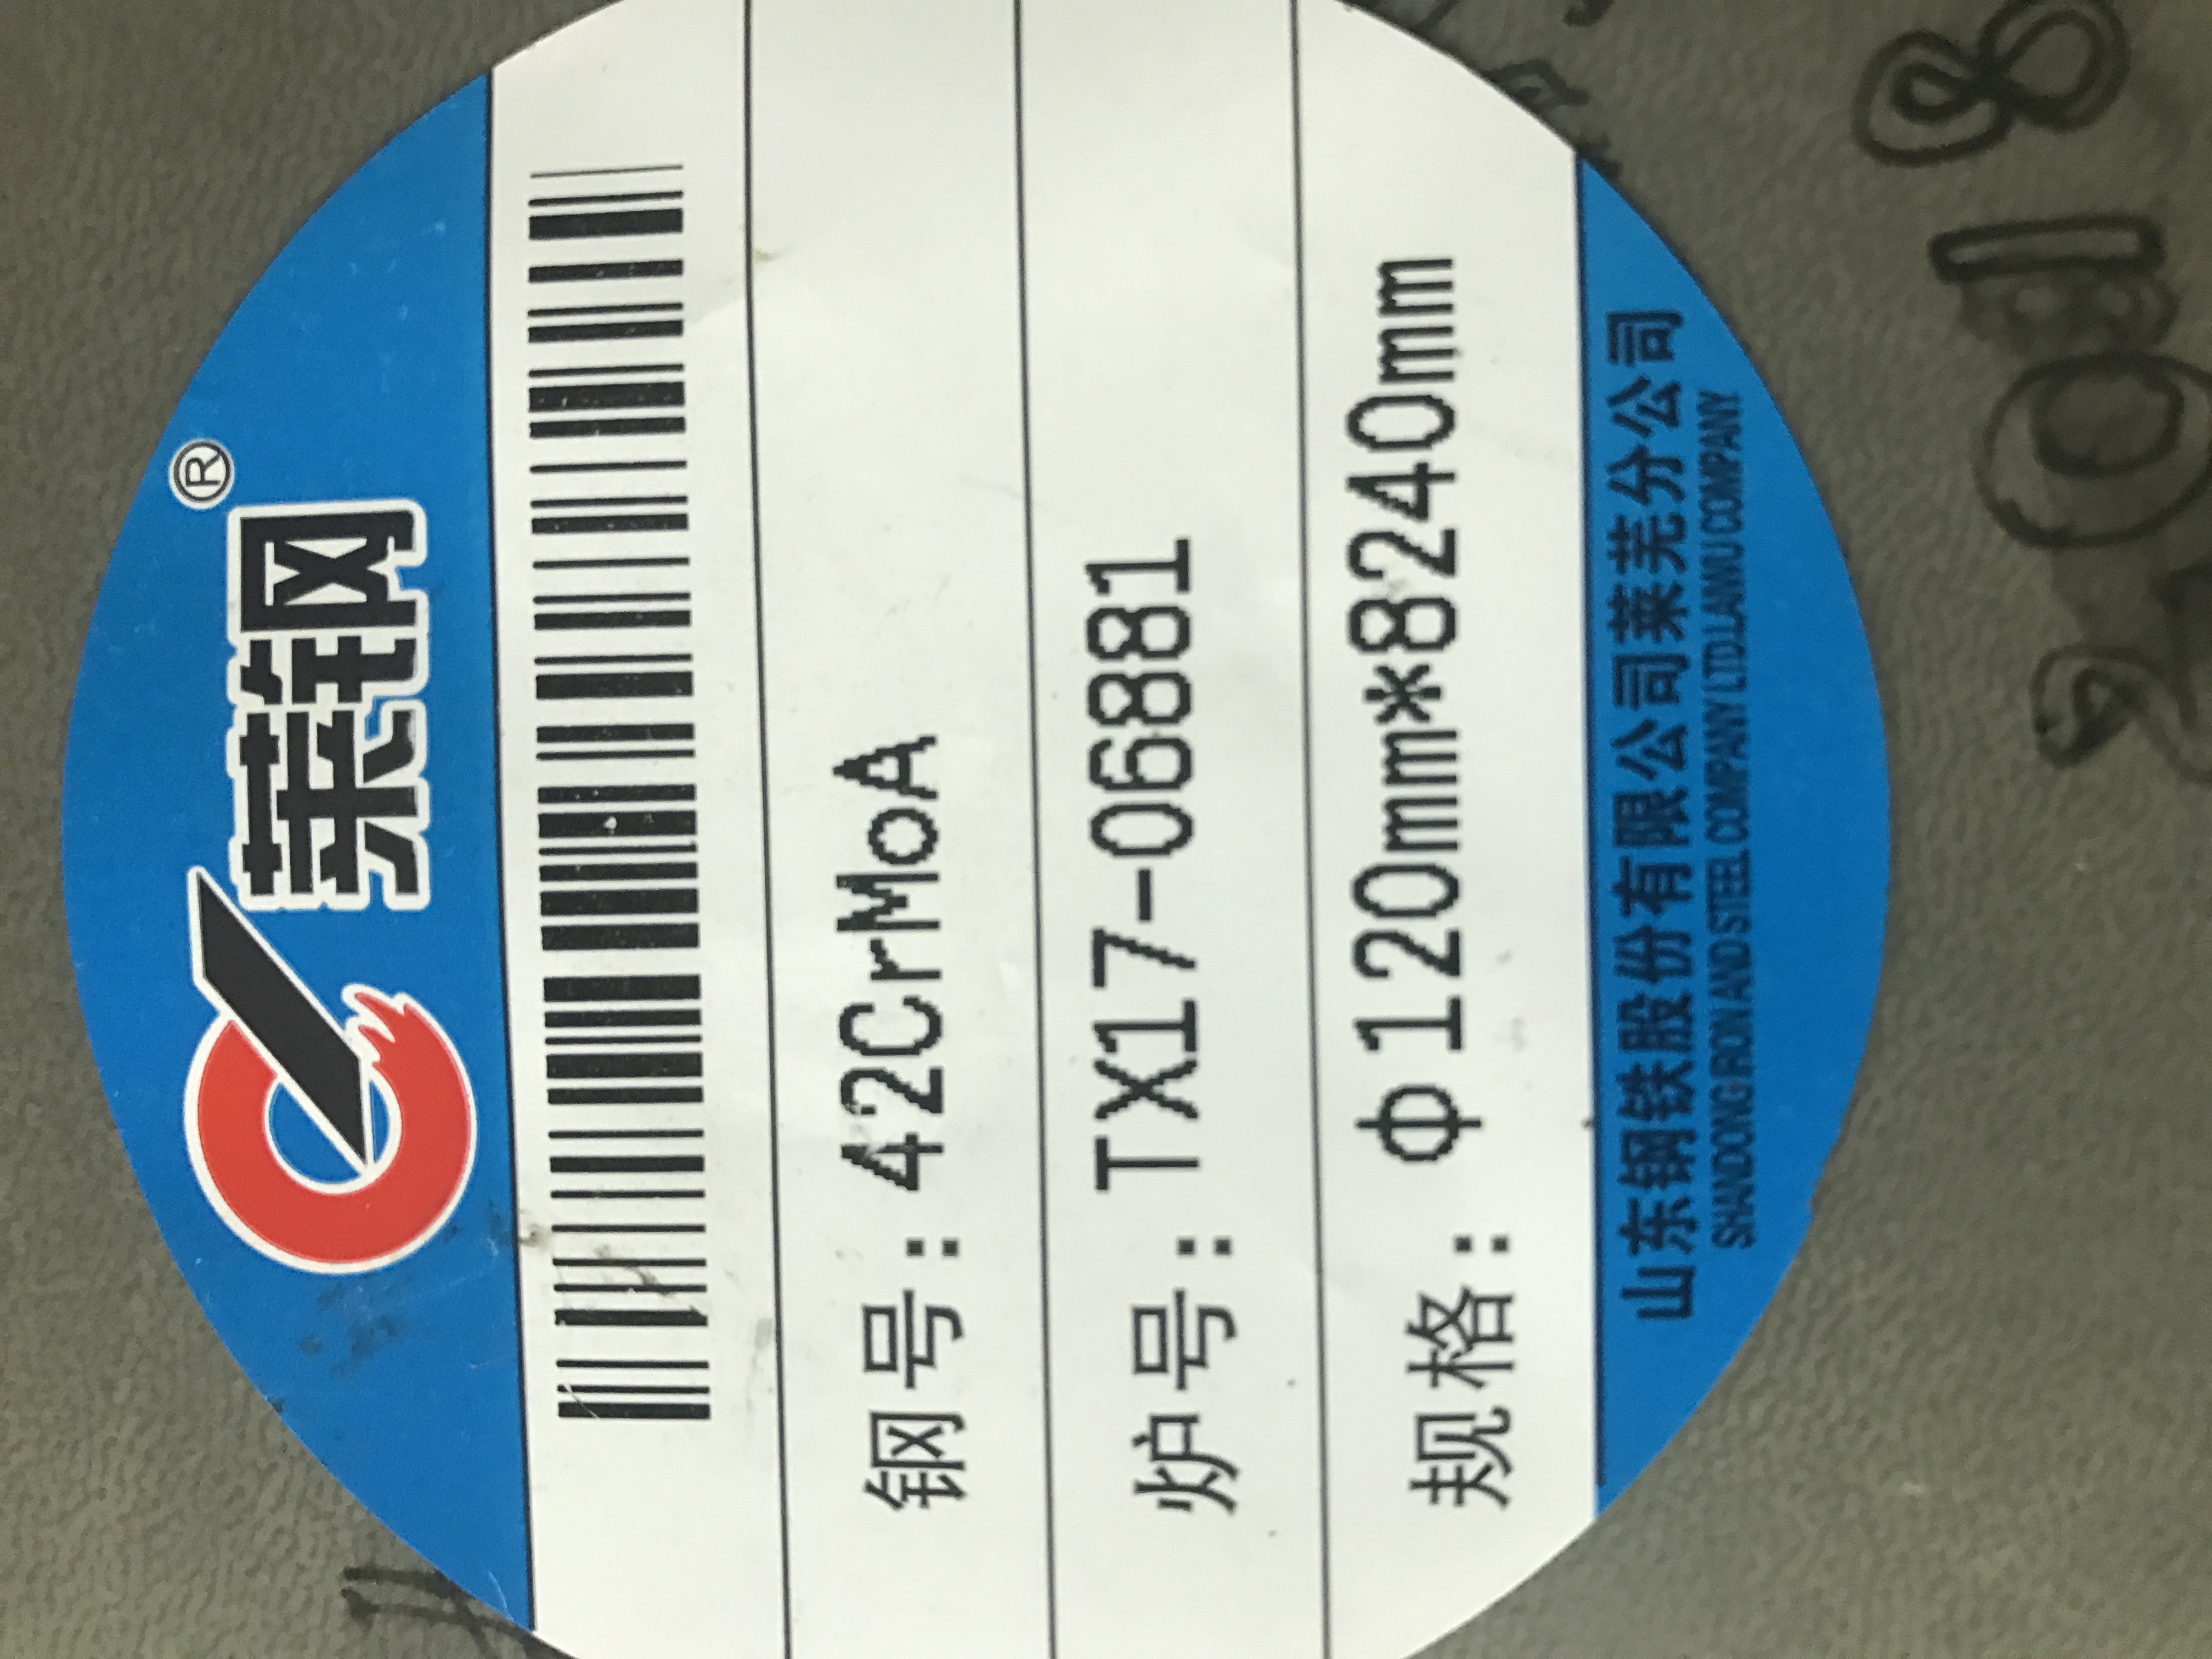 莱钢®
钢号：42CrMoA
炉号：TX17-06881
规格：Φ120mm*8240mm
山东钢铁股份有限公司莱芜分公司
SHANDONG IRON AND STEEL COMPANY LTD.LAIWU COMPANY
2018